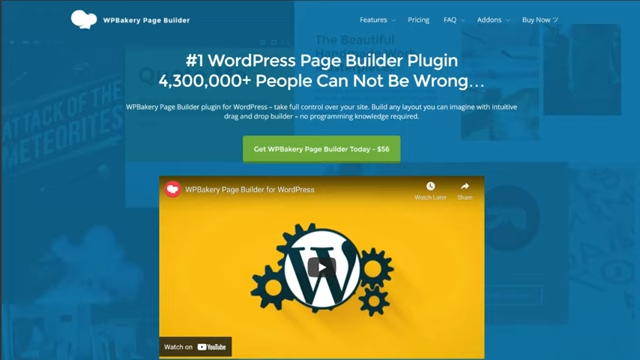 WPBakery Page Builder
Features
Pricing
FAQ
Addons
Buy Now ツ
The Beautiful
#1 WordPress Page Builder Plugin
4,300,000+ People Can Not Be Wrong…
ATTACK OF THE
METEORITES
WPBakery Page Builder plugin for WordPress – take full control over your site. Build any layout you can imagine with intuitive
drag and drop builder – no programming knowledge required.
Get WPBakery Page Builder Today - $56
WPBakery Page Builder for WordPress
Watch Later
Share
Watch on YouTube